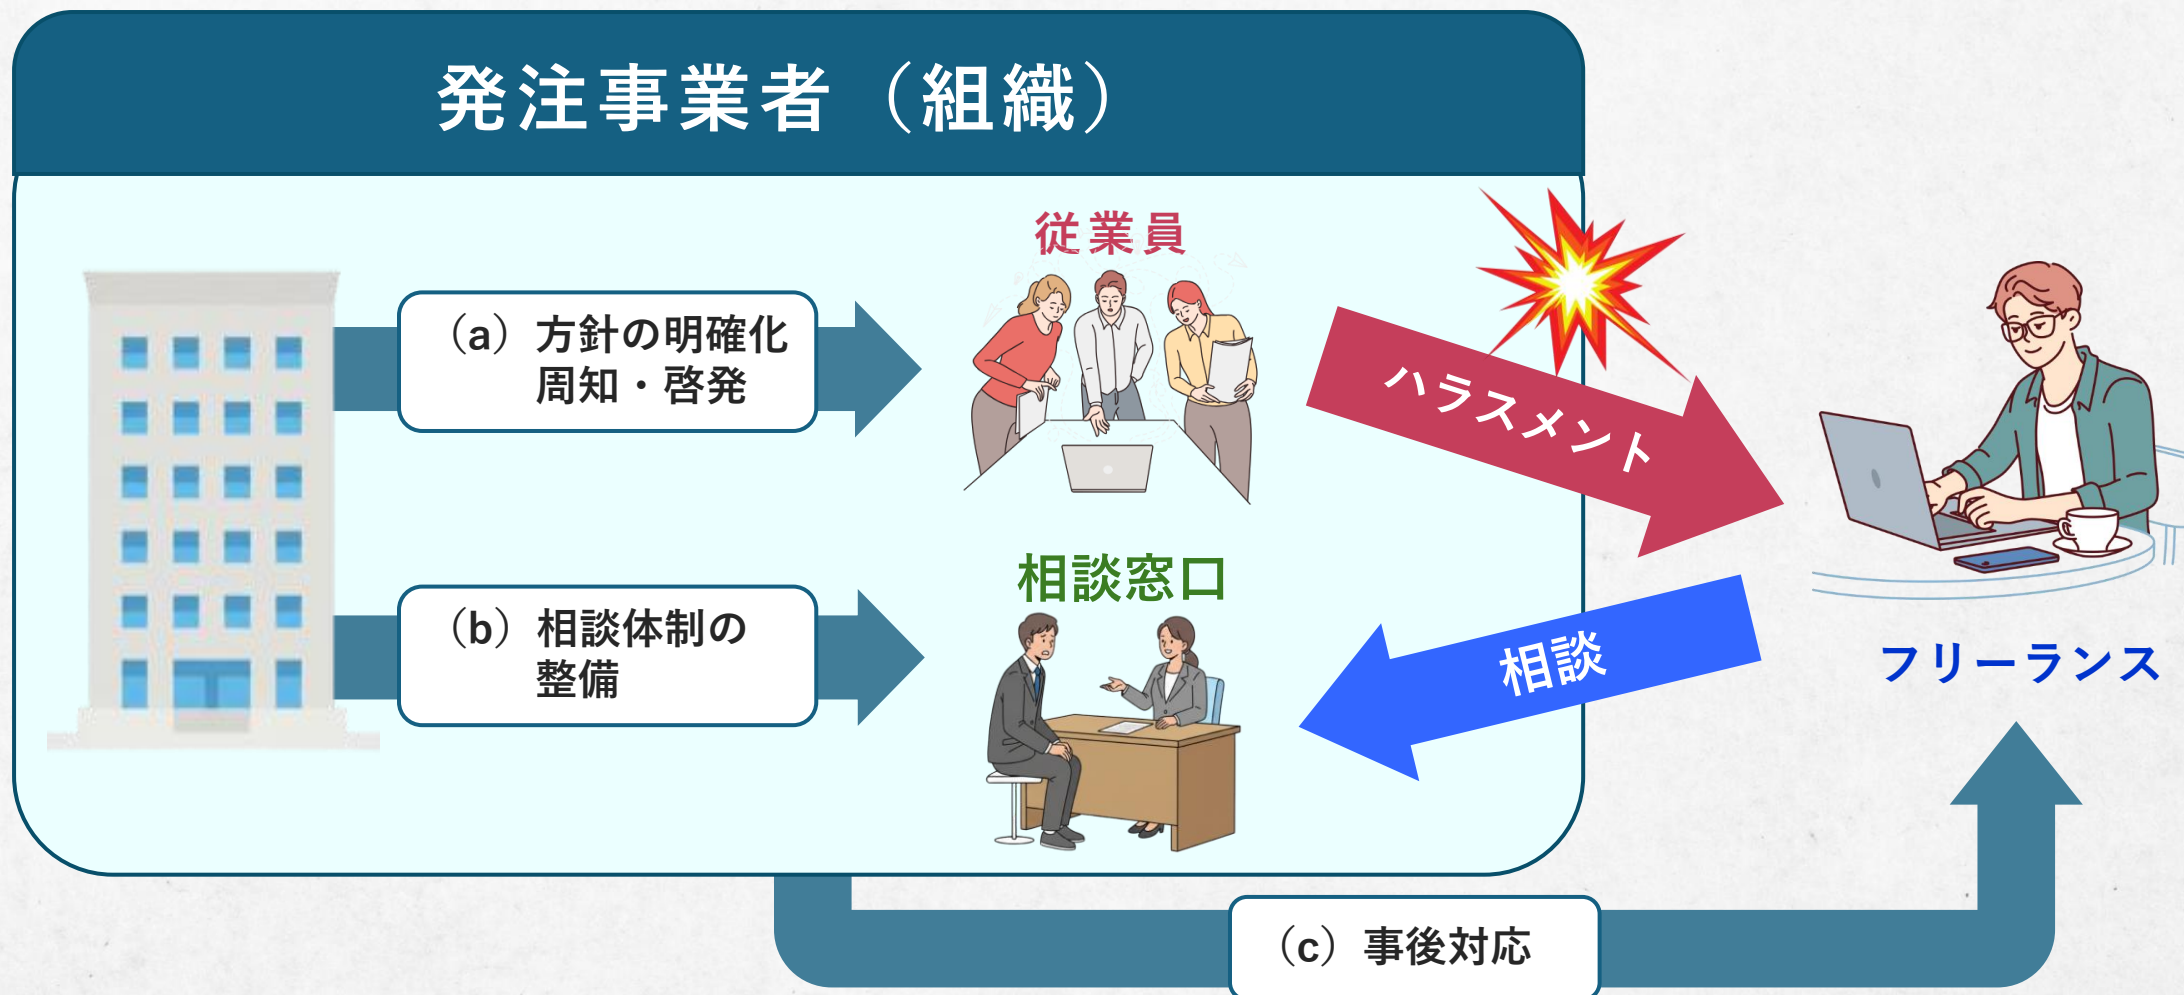 発注事業者（組織）
従業員
（a）方針の明確化
周知・啓発
ハラスメント
相談窓口
（b）相談体制の
整備
相談
フリーランス
（c）事後対応